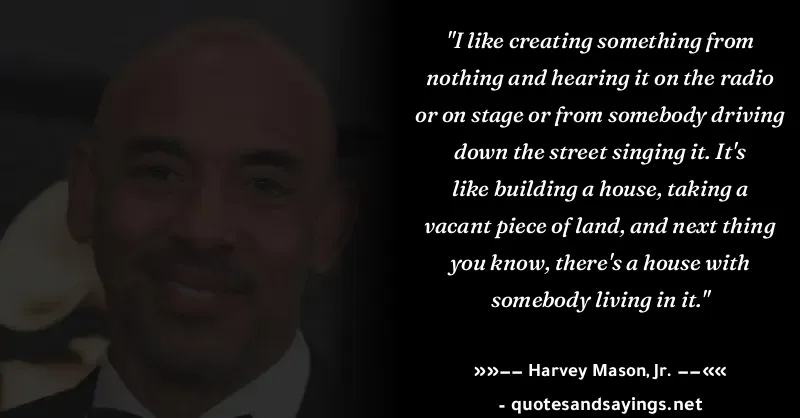 "I like creating something from
nothing and hearing it on the radio
or on stage or from somebody driving
down the street singing it. It's
like building a house, taking a
vacant piece of land, and next thing
you know, there's a house with
somebody living in it."
»»–– Harvey Mason, Jr. ––««
- quotesandsayings.net